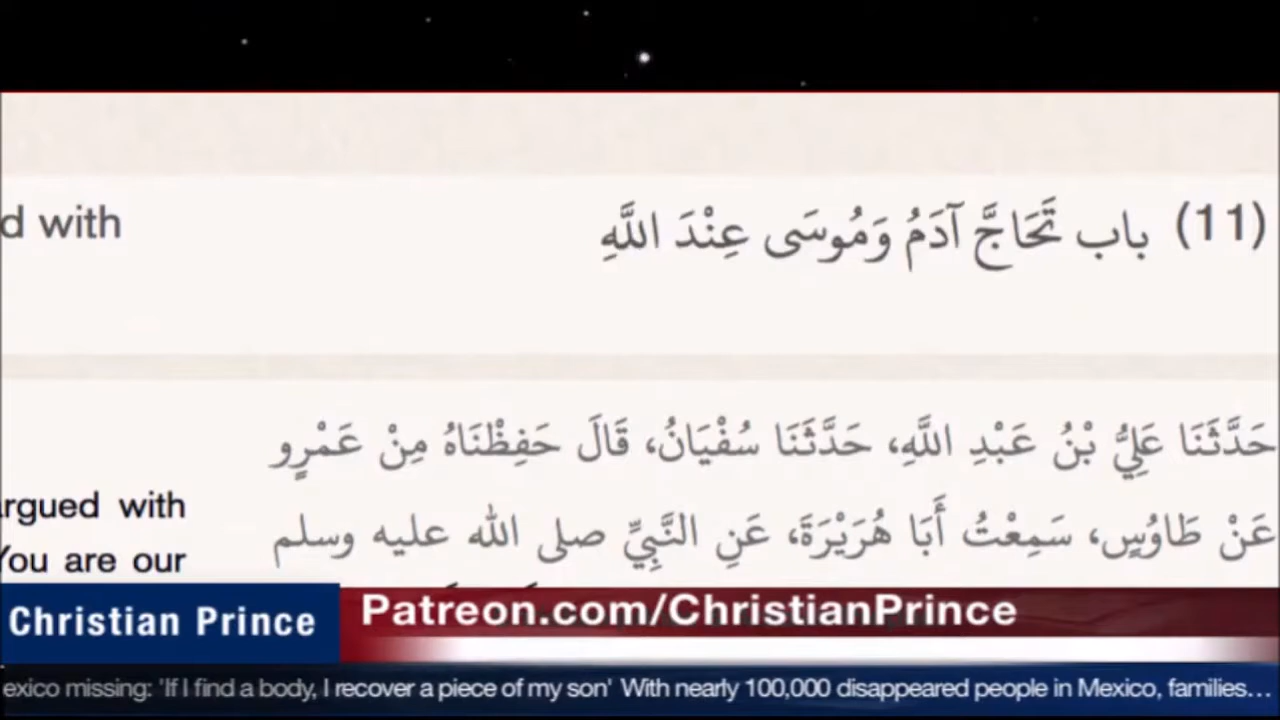 d with
(11) باب تَحَاجَّ آدَمُ وَمُوسَى عِنْدَ اللَّهِ
حَدَّثَنَا عَلِيُّ بْنُ عَبْدِ اللَّهِ، حَدَّثَنَا سُفْيَانُ، قَالَ حَفِظْنَاهُ مِنْ عَمْرٍو
عَنْ طَاوُسٍ، سَمِعْتُ أَبَا هُرَيْرَةَ، عَنِ النَّبِيِّ صلى الله عليه وسلم
rgued with
You are our
Christian Prince
Patreon.com/ChristianPrince
exico missing: 'If I find a body, I recover a piece of my son' With nearly 100,000 disappeared people in Mexico, families...